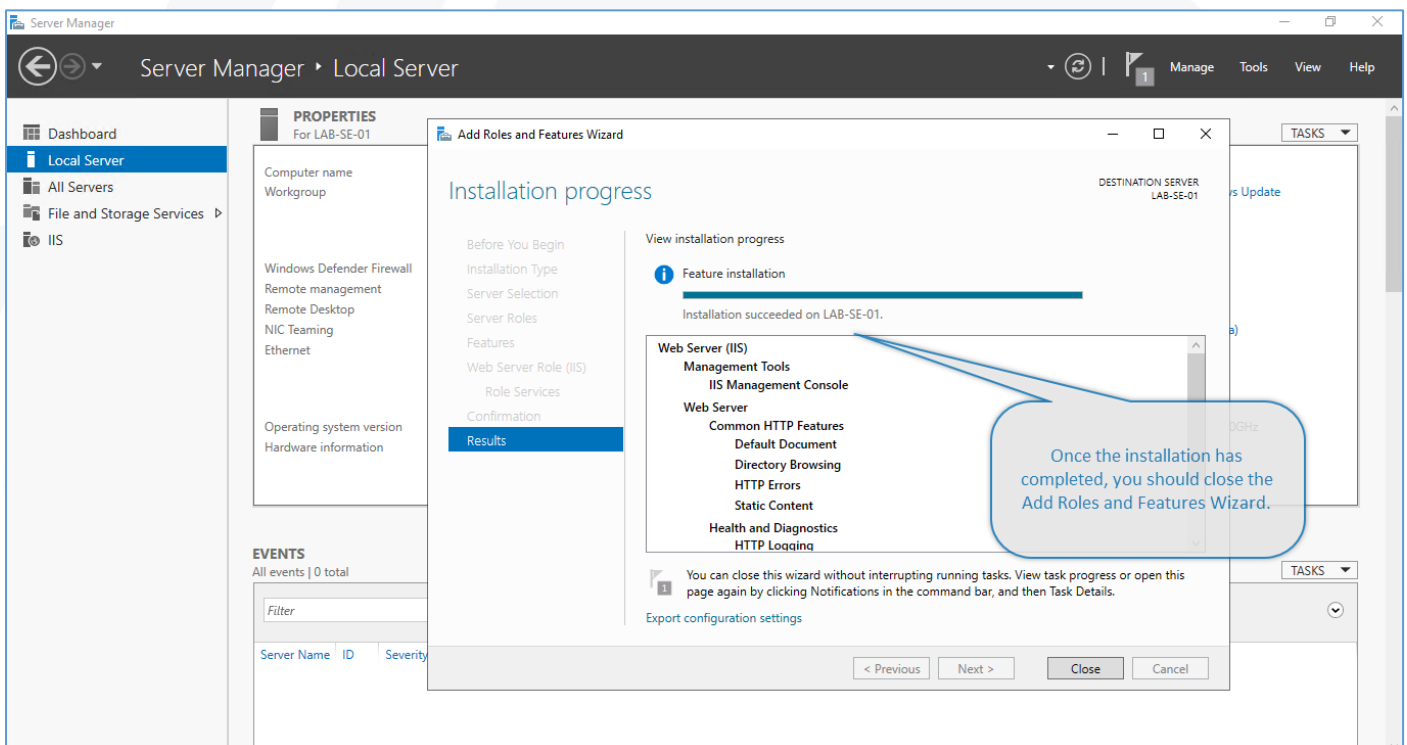 Server Manager
Server Manager • Local Server
1
Manage Tools View Help
Dashboard
Local Server
All Servers
File and Storage Services
IIS
PROPERTIES
For LAB-SE-01
TASKS
Computer name
Workgroup
Windows Defender Firewall
Remote management
Remote Desktop
NIC Teaming
Ethernet
Operating system version
Hardware information
Update
a)
0GHz
Add Roles and Features Wizard
Installation progress
DESTINATION SERVER
LAB-SE-01
Before You Begin
Installation Type
Server Selection
Server Roles
Features
Web Server Role (IIS)
Role Services
Confirmation
Results
View installation progress
Feature installation
Installation succeeded on LAB-SE-01.
Web Server (IIS)
Management Tools
IIS Management Console
Web Server
Common HTTP Features
Default Document
Directory Browsing
HTTP Errors
Static Content
Health and Diagnostics
HTTP Logging
Once the installation has
completed, you should close the
Add Roles and Features Wizard.
1
You can close this wizard without interrupting running tasks. View task progress or open this
page again by clicking Notifications in the command bar, and then Task Details.
Export configuration settings
< Previous Next > Close Cancel
EVENTS
All events | 0 total
TASKS
Filter
Server Name ID Severity